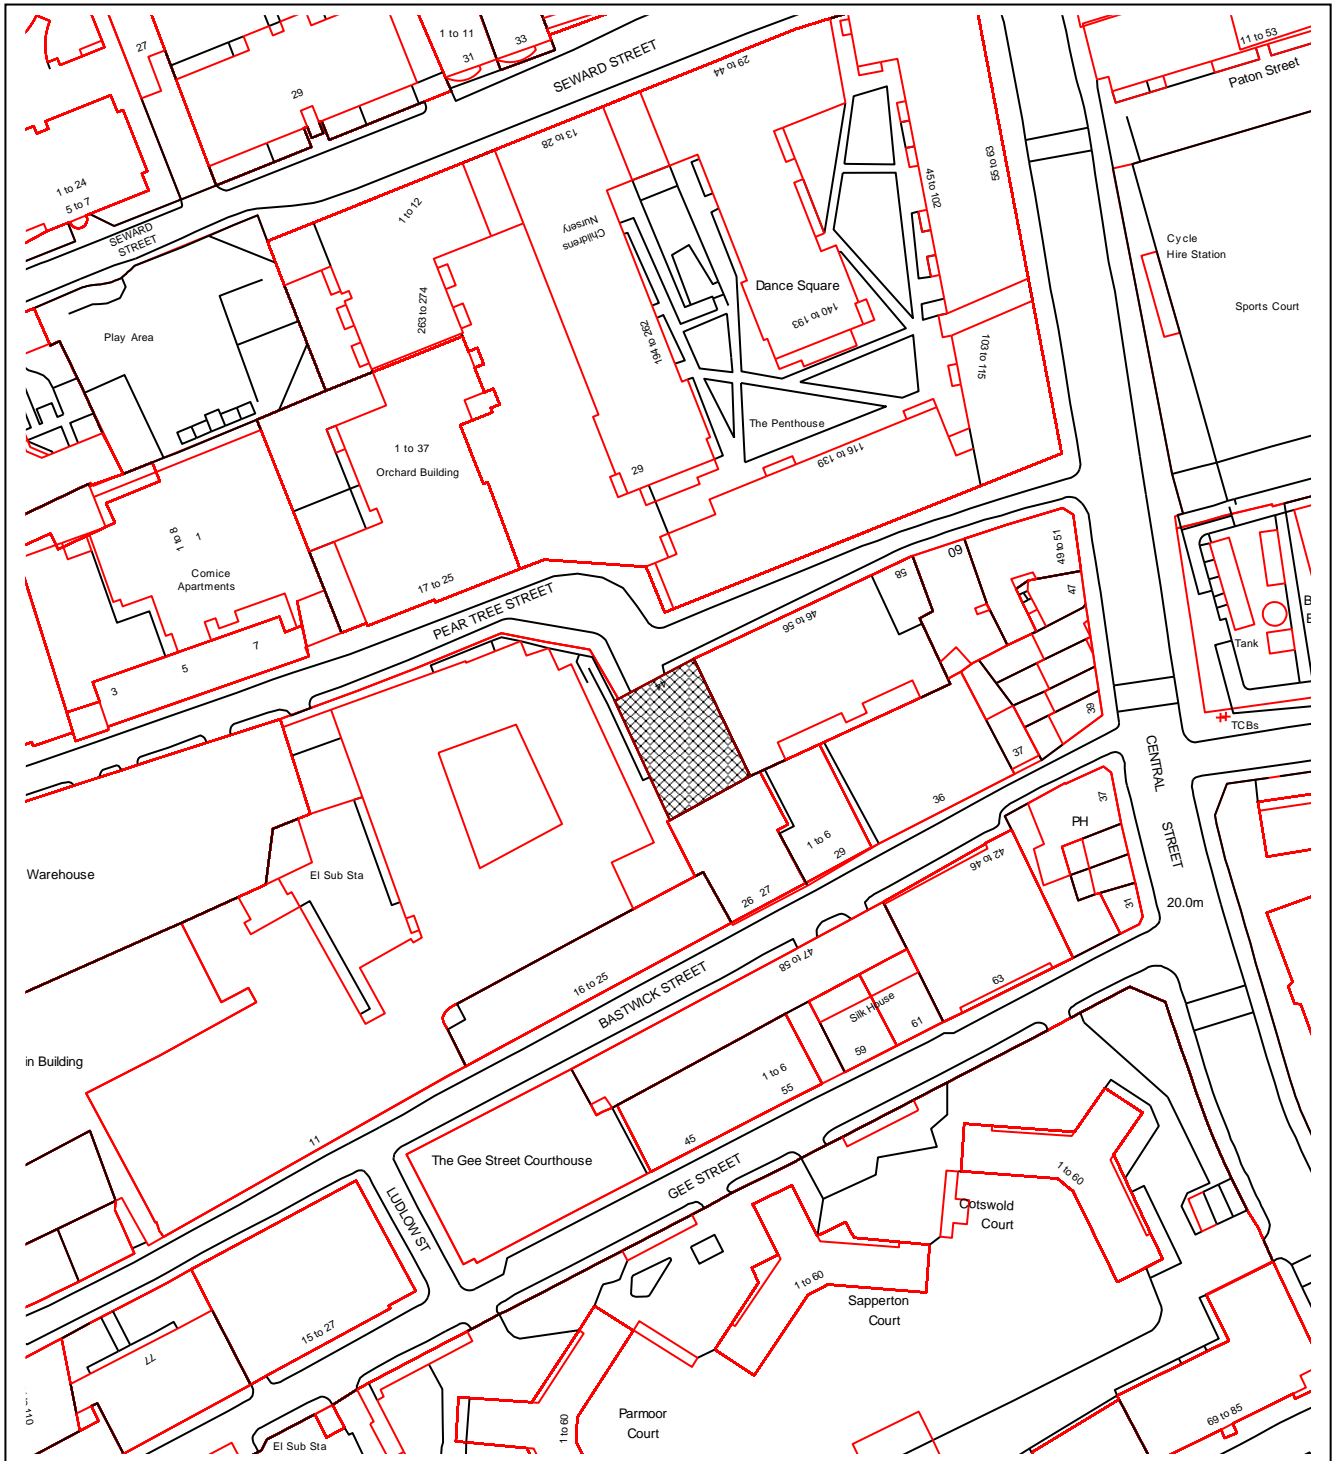 27
1 to 11
31
33
29
SEWARD STREET
29 to 44
11 to 53
Paton Street
13 to 28
1 to 24
5 to 7
SEWARD
STREET
1 to 12
Childrens
Nursery
45 to 102
55 to 63
Cycle
Hire Station
Sports Court
Play Area
263 to 274
Dance Square
140 to 193
194 to 262
103 to 115
The Penthouse
116 to 139
1 to 37
Orchard Building
29
1 to 8
1
Comice
Apartments
17 to 25
PEAR TREE STREET
58
60
49 to 51
47
46 to 56
3
5
7
44
39
37
Tank
TCBs
CENTRAL
STREET
36
1 to 6
29
26
27
37
PH
42 to 46
31
20.0m
Warehouse
El Sub Sta
16 to 25
BASTWICK STREET
47 to 58
Silk House
63
61
59
1 to 6
55
45
in Building
11
The Gee Street Courthouse
GEE STREET
LUDLOW ST
1 to 60
Cotswold
Court
1 to 60
Sapperton
Court
15 to 27
77
110
El Sub Sta
1 to 60
Parmoor
Court
69 to 85